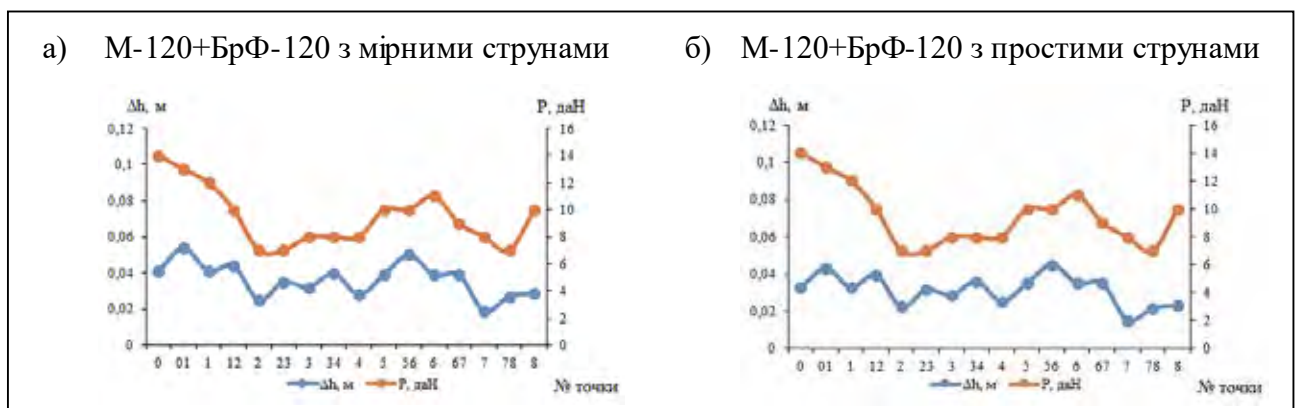 а) М-120+БрФ-120 з мірними струнами
Δh, м
P, даН
0,12
0,1
0,08
0,06
0,04
0,02
0
16
14
12
10
8
6
4
2
0
0 01 1 12 2 23 3 34 4 5 56 6 67 7 78 8
Δh, м P, даН
№ точки
б) М-120+БрФ-120 з простими струнами
Δh, м
P, даН
0,12
0,1
0,08
0,06
0,04
0,02
0
16
14
12
10
8
6
4
2
0
0 01 1 12 2 23 3 34 4 5 56 6 67 7 78 8
Δh, м P, даН
№ точки